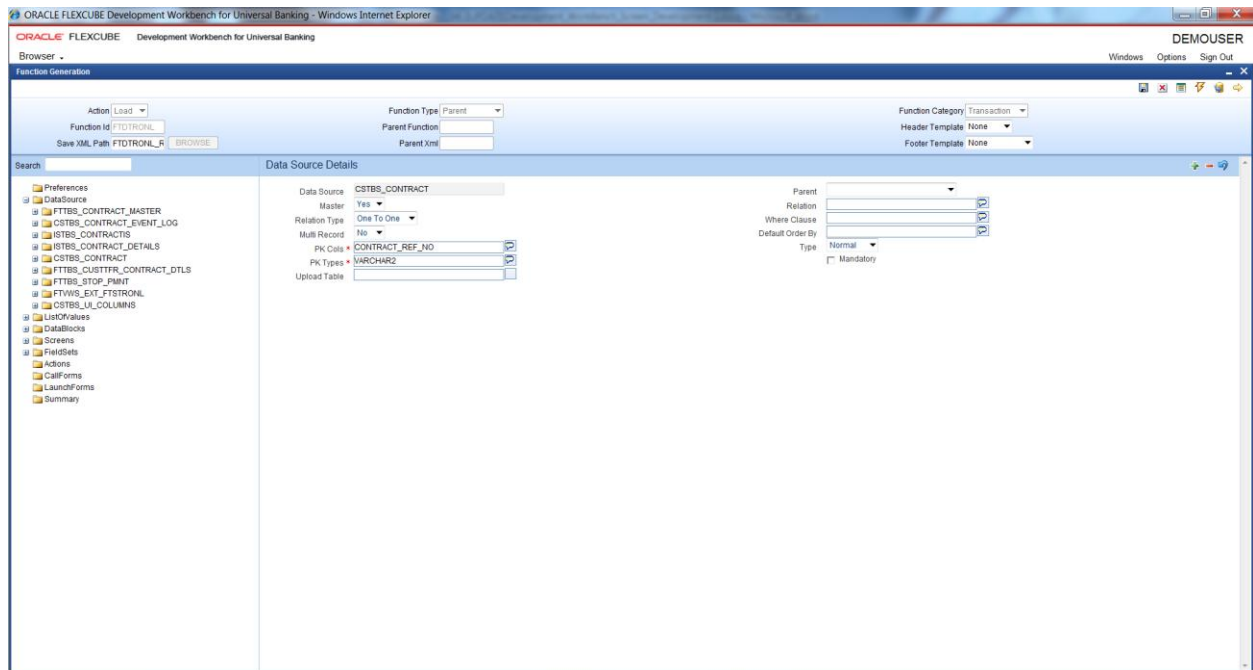 ORACLE FLEXCUBE Development Workbench for Universal Banking - Windows Internet Explorer
ORACLE FLEXCUBE Development Workbench for Universal Banking
DEMOUSER
Browser
Windows Options Sign Out
Function Generation
Action Load
Function Type Parent
Function Category Transaction
Function Id FTDTRONL
Parent Function
Header Template None
Save XML Path FTDTRONL_R BROWSE
Parent Xml
Footer Template None
Search
Data Source Details
Preferences
DataSource
FTTBS_CONTRACT_MASTER
CSTBS_CONTRACT_EVENT_LOG
ISTBS_CONTRACTIS
ISTBS_CONTRACT_DETAILS
CSTBS_CONTRACT
FTTBS_CUSTTFR_CONTRACT_DTLS
FTTBS_STOP_PMNT
FTVWS_EXT_FTSTRONL
CSTBS_UI_COLUMNS
ListOfValues
DataBlocks
Screens
FieldSets
Actions
CallForms
LaunchForms
Summary
Data Source CSTBS_CONTRACT
Master Yes
Relation Type One To One
Multi Record No
PK Cols * CONTRACT_REF_NO
PK Types * VARCHAR2
Upload Table
Parent
Relation
Where Clause
Default Order By
Type Normal
Mandatory